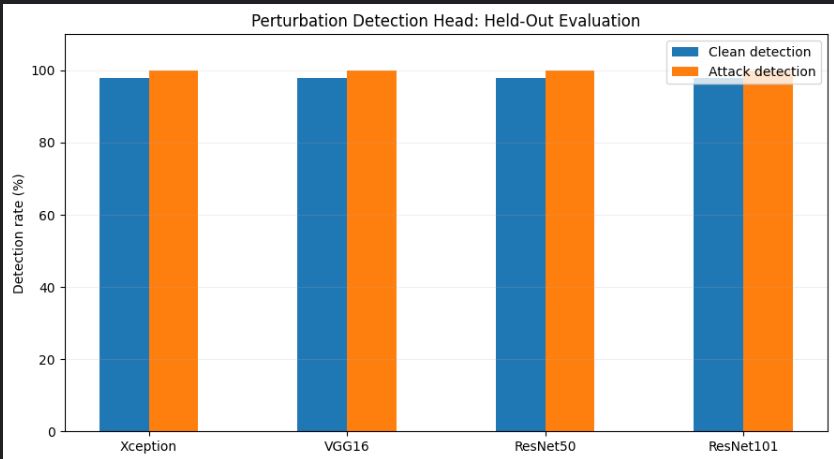 Perturbation Detection Head: Held-Out Evaluation
Clean detection
Attack detection
Detection rate (%)
100
80
60
40
20
0
Xception VGG16 ResNet50 ResNet101